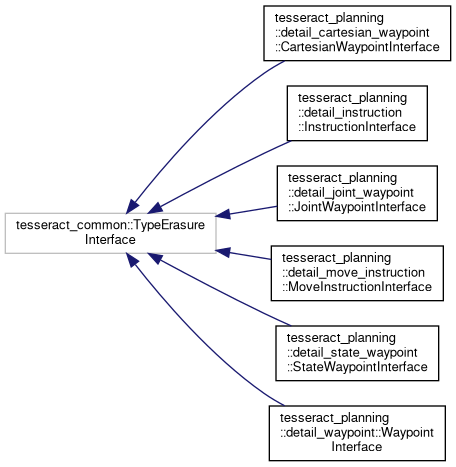 tesseract_planning
::detail_cartesian_waypoint
::CartesianWaypointInterface
tesseract_planning
::detail_instruction
::InstructionInterface
tesseract_planning
::detail_joint_waypoint
::JointWaypointInterface
tesseract_common::TypeErasure
Interface
tesseract_planning
::detail_move_instruction
::MoveInstructionInterface
tesseract_planning
::detail_state_waypoint
::StateWaypointInterface
tesseract_planning
::detail_waypoint::Waypoint
Interface